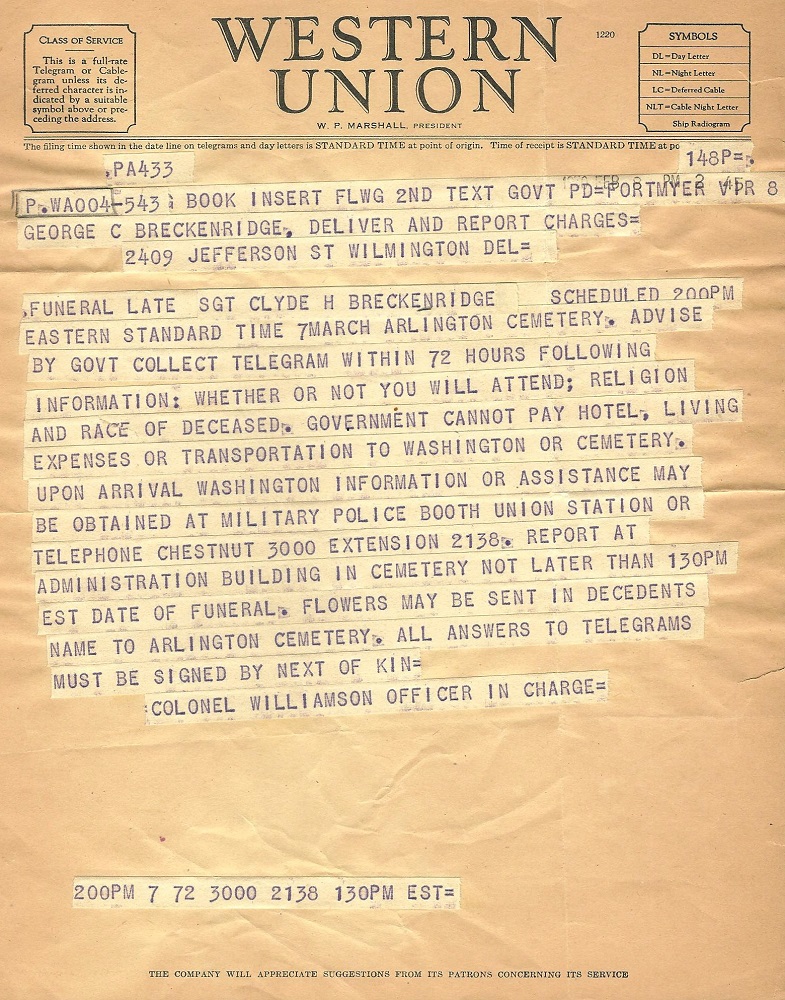 CLASS OF SERVICE
This is a full-rate
Telegram or Cable-
gram unless its de-
ferred character is in-
dicated by a suitable
symbol above or pre-
ceding the address.
WESTERN
UNION
W. P. MARSHALL, PRESIDENT
1220
SYMBOLS
DL=Day Letter
NL=Night Letter
LC=Deferred Cable
NLT=Cable Night Letter
Ship Radiogram
The filing time shown in the date line on telegrams and day letters is STANDARD TIME at point of origin. Time of receipt is STANDARD TIME at po
PA433
148P=
P.WA004-543 BOOK INSERT FLWG 2ND TEXT GOVT PD=PORTMYER VIR 8
GEORGE C BRECKENRIDGE, DELIVER AND REPORT CHARGES=
2409 JEFFERSON ST WILMINGTON DEL=
FUNERAL LATE SGT CLYDE H BRECKENRIDGE SCHEDULED 200PM
EASTERN STANDARD TIME 7MARCH ARLINGTON CEMETERY. ADVISE
BY GOVT COLLECT TELEGRAM WITHIN 72 HOURS FOLLOWING
INFORMATION: WHETHER OR NOT YOU WILL ATTEND; RELIGION
AND RACE OF DECEASED. GOVERNMENT CANNOT PAY HOTEL, LIVING
EXPENSES OR TRANSPORTATION TO WASHINGTON OR CEMETERY.
UPON ARRIVAL WASHINGTON INFORMATION OR ASSISTANCE MAY
BE OBTAINED AT MILITARY POLICE BOOTH UNION STATION OR
TELEPHONE CHESTNUT 3000 EXTENSION 2138. REPORT AT
ADMINISTRATION BUILDING IN CEMETERY NOT LATER THAN 130PM
EST DATE OF FUNERAL. FLOWERS MAY BE SENT IN DECEDENTS
NAME TO ARLINGTON CEMETERY. ALL ANSWERS TO TELEGRAMS
MUST BE SIGNED BY NEXT OF KIN=
:COLONEL WILLIAMSON OFFICER IN CHARGE=
200PM 7 72 3000 2138 130PM EST=
THE COMPANY WILL APPRECIATE SUGGESTIONS FROM ITS PATRONS CONCERNING ITS SERVICE